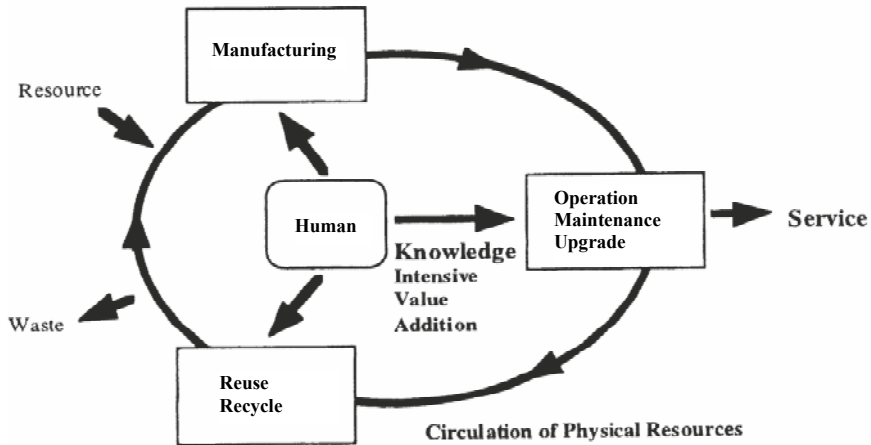 Manufacturing
Resource
Operation
Maintenance
Upgrade
Human
Service
Knowledge
Intensive
Value
Addition
Waste
Reuse
Recycle
Circulation of Physical Resources